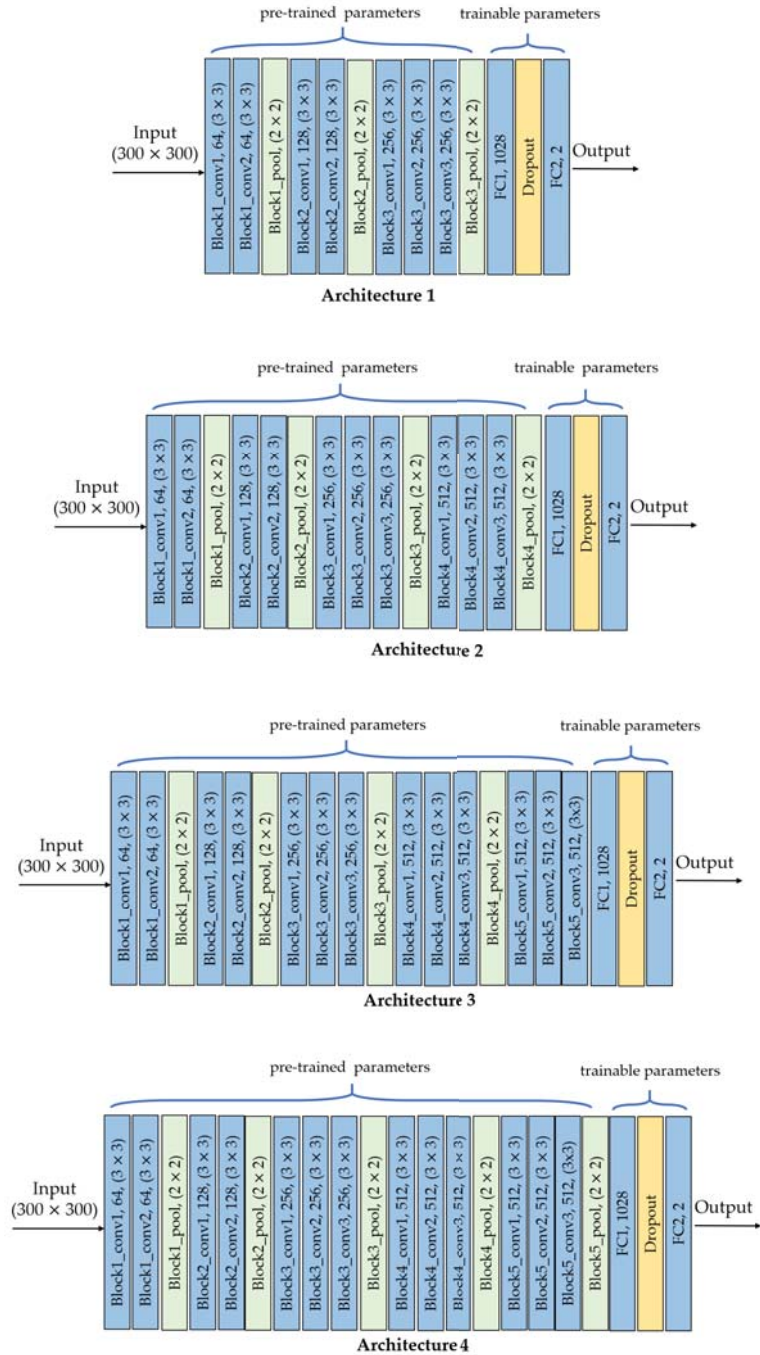 pre-trained parameters
trainable parameters
Input
(300 × 300)
Block1_conv1, 64, (3 × 3)
Block1_conv2, 64, (3 × 3)
Block1_pool, (2 × 2)
Block2_conv1, 128, (3 × 3)
Block2_conv2, 128, (3 × 3)
Block2_pool, (2 × 2)
Block3_conv1, 256, (3 × 3)
Block3_conv2, 256, (3 × 3)
Block3_conv3, 256, (3 × 3)
Block3_pool, (2 × 2)
FC1, 1028
Dropout
FC2, 2
Output
Architecture 1
pre-trained parameters
trainable parameters
Input
(300 × 300)
Block1_conv1, 64, (3 × 3)
Block1_conv2, 64, (3 × 3)
Block1_pool, (2 × 2)
Block2_conv1, 128, (3 × 3)
Block2_conv2, 128, (3 × 3)
Block2_pool, (2 × 2)
Block3_conv1, 256, (3 × 3)
Block3_conv2, 256, (3 × 3)
Block3_conv3, 256, (3 × 3)
Block3_pool, (2 × 2)
Block4_conv1, 512, (3 × 3)
Block4_conv2, 512, (3 × 3)
Block4_conv3, 512, (3 × 3)
Block4_pool, (2 × 2)
FC1, 1028
Dropout
FC2, 2
Output
Architecture 2
pre-trained parameters
trainable parameters
Input
(300 × 300)
Block1_conv1, 64, (3 × 3)
Block1_conv2, 64, (3 × 3)
Block1_pool, (2 × 2)
Block2_conv1, 128, (3 × 3)
Block2_conv2, 128, (3 × 3)
Block2_pool, (2 × 2)
Block3_conv1, 256, (3 × 3)
Block3_conv2, 256, (3 × 3)
Block3_conv3, 256, (3 × 3)
Block3_pool, (2 × 2)
Block4_conv1, 512, (3 × 3)
Block4_conv2, 512, (3 × 3)
Block4_conv3, 512, (3 × 3)
Block4_pool, (2 × 2)
Block5_conv1, 512, (3 × 3)
Block5_conv2, 512, (3 × 3)
Block5_conv3, 512, (3x3)
FC1, 1028
Dropout
FC2, 2
Output
Architecture 3
pre-trained parameters
trainable parameters
Input
(300 × 300)
Block1_conv1, 64, (3 × 3)
Block1_conv2, 64, (3 × 3)
Block1_pool, (2 × 2)
Block2_conv1, 128, (3 × 3)
Block2_conv2, 128, (3 × 3)
Block2_pool, (2 × 2)
Block3_conv1, 256, (3 × 3)
Block3_conv2, 256, (3 × 3)
Block3_conv3, 256, (3 × 3)
Block3_pool, (2 × 2)
Block4_conv1, 512, (3 × 3)
Block4_conv2, 512, (3 × 3)
Block4_conv3, 512, (3 × 3)
Block4_pool, (2 × 2)
Block5_conv1, 512, (3 × 3)
Block5_conv2, 512, (3 × 3)
Block5_conv3, 512, (3x3)
Block5_pool, (2 × 2)
FC1, 1028
Dropout
FC2, 2
Output
Architecture 4